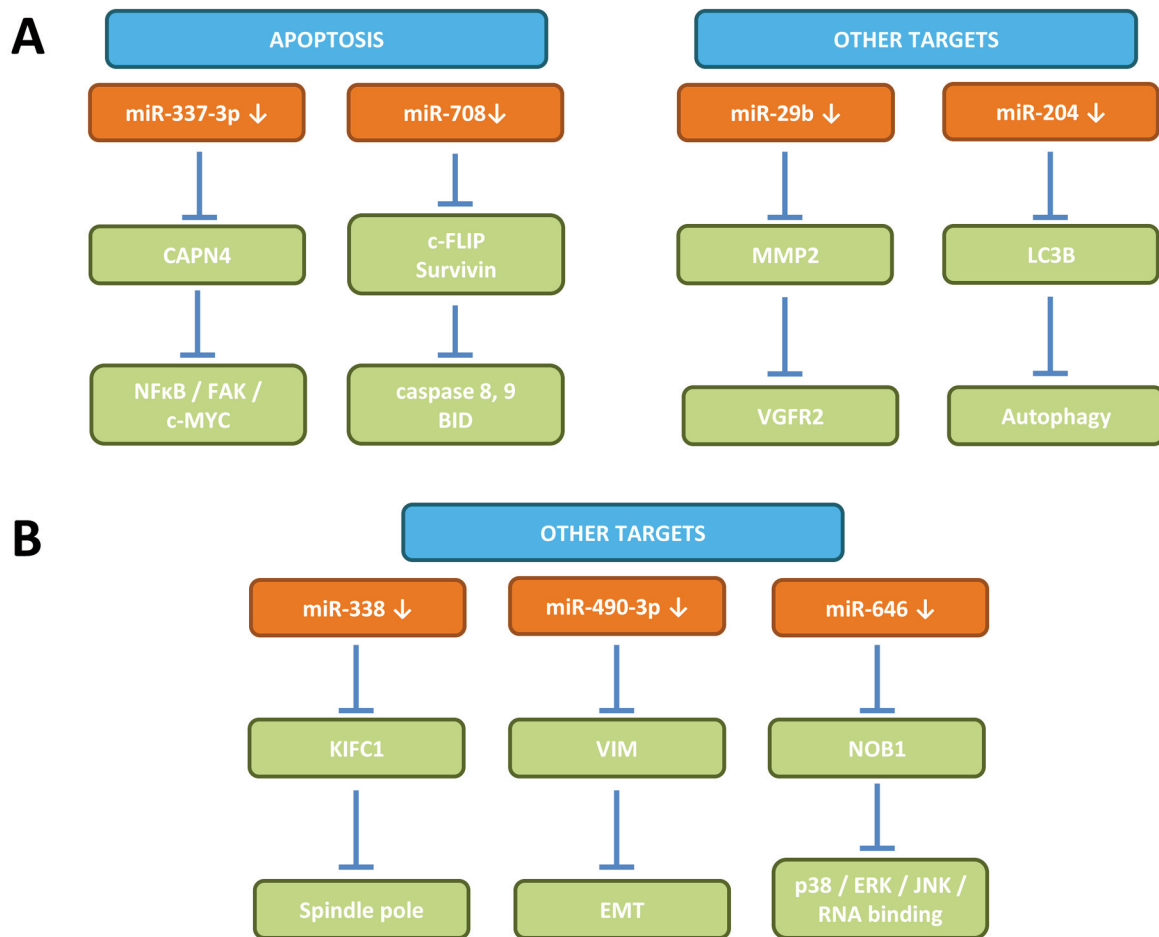 A
APOPTOSIS
OTHER TARGETS
miR-337-3p ↓
miR-708↓
miR-29b ↓
miR-204 ↓
CAPN4
c-FLIP
Survivin
MMP2
LC3B
NFκB / FAK /
c-MYC
caspase 8, 9
BID
VGFR2
Autophagy
B
OTHER TARGETS
miR-338 ↓
miR-490-3p ↓
miR-646 ↓
KIFC1
VIM
NOB1
Spindle pole
EMT
p38 / ERK / JNK /
RNA binding